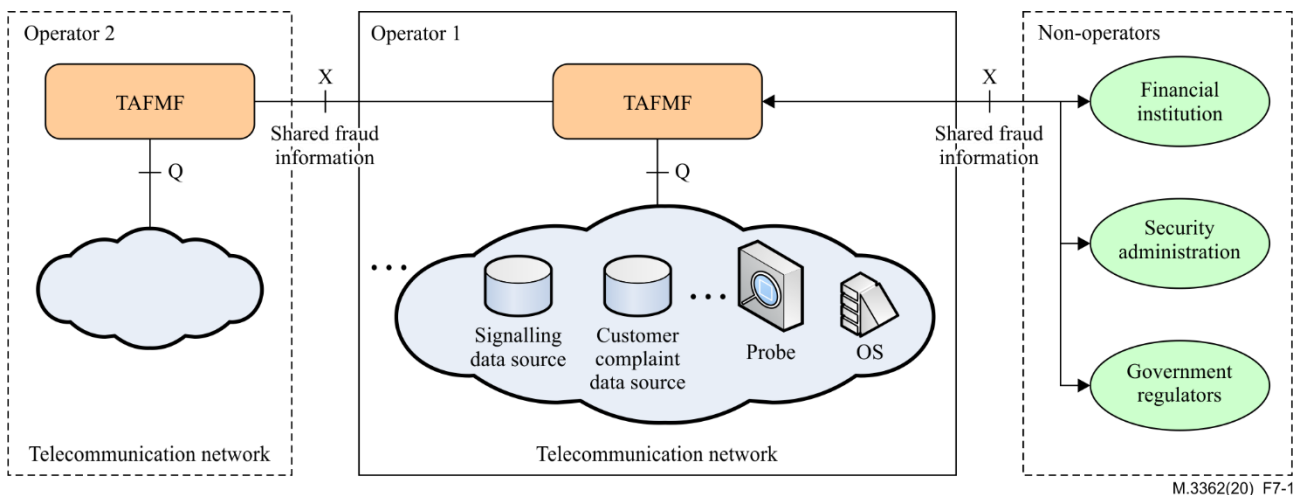 Operator 2
TAFMF
Q
Telecommunication network
X
Shared fraud
information
Operator 1
TAFMF
Q
Signalling
data source
Customer
complaint
data source
Probe
OS
Telecommunication network
X
Shared fraud
information
Non-operators
Financial
institution
Security
administration
Government
regulators
M.3362(20)_F7-1